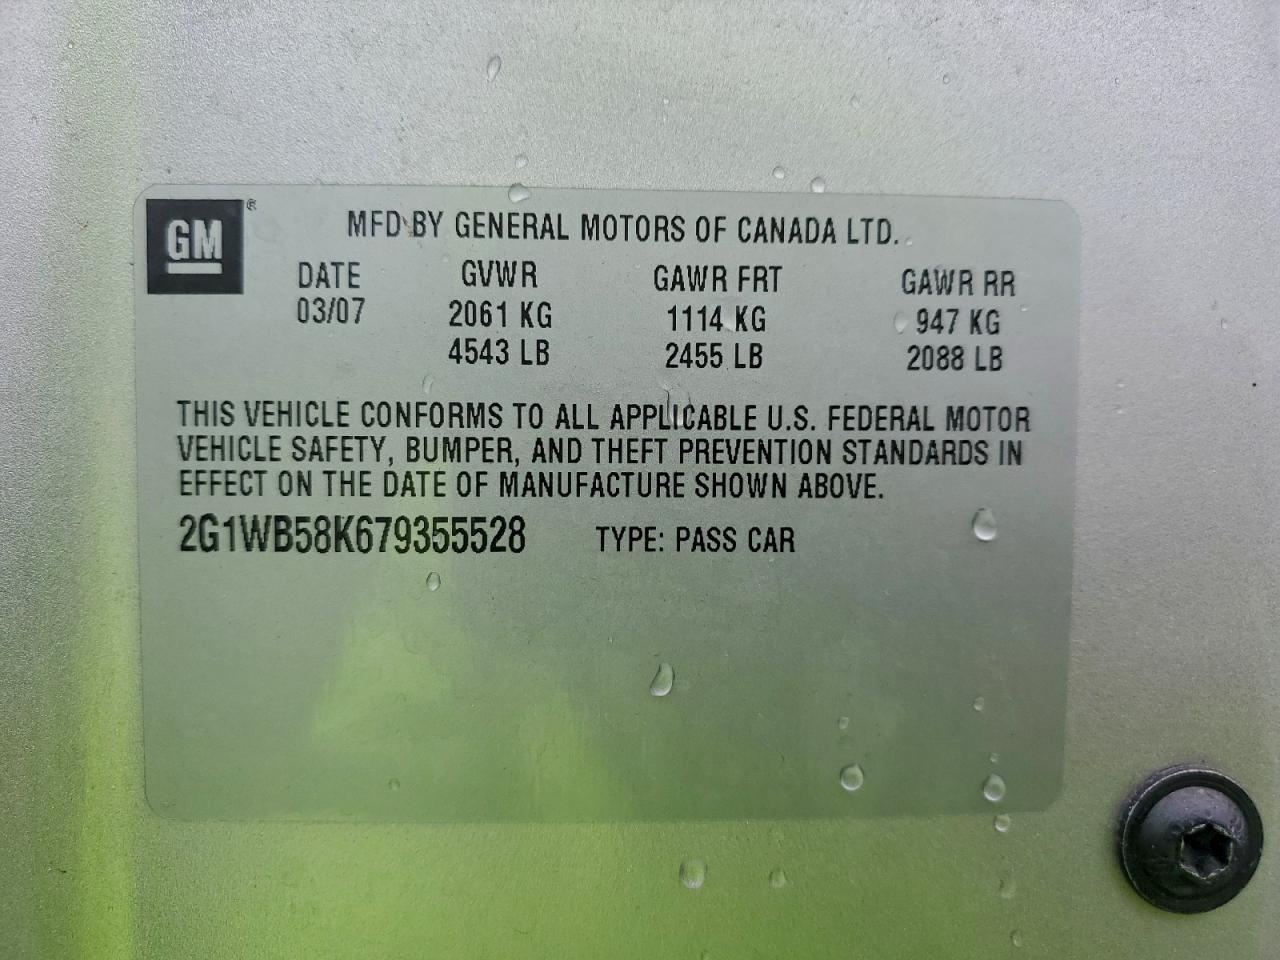 GM®
MFD BY GENERAL MOTORS OF CANADA LTD.
DATE GVWR GAWR FRT GAWR RR
03/07 2061 KG 1114 KG 947 KG
4543 LB 2455 LB 2088 LB
THIS VEHICLE CONFORMS TO ALL APPLICABLE U.S. FEDERAL MOTOR
VEHICLE SAFETY, BUMPER, AND THEFT PREVENTION STANDARDS IN
EFFECT ON THE DATE OF MANUFACTURE SHOWN ABOVE.
2G1WB58K679355528 TYPE: PASS CAR